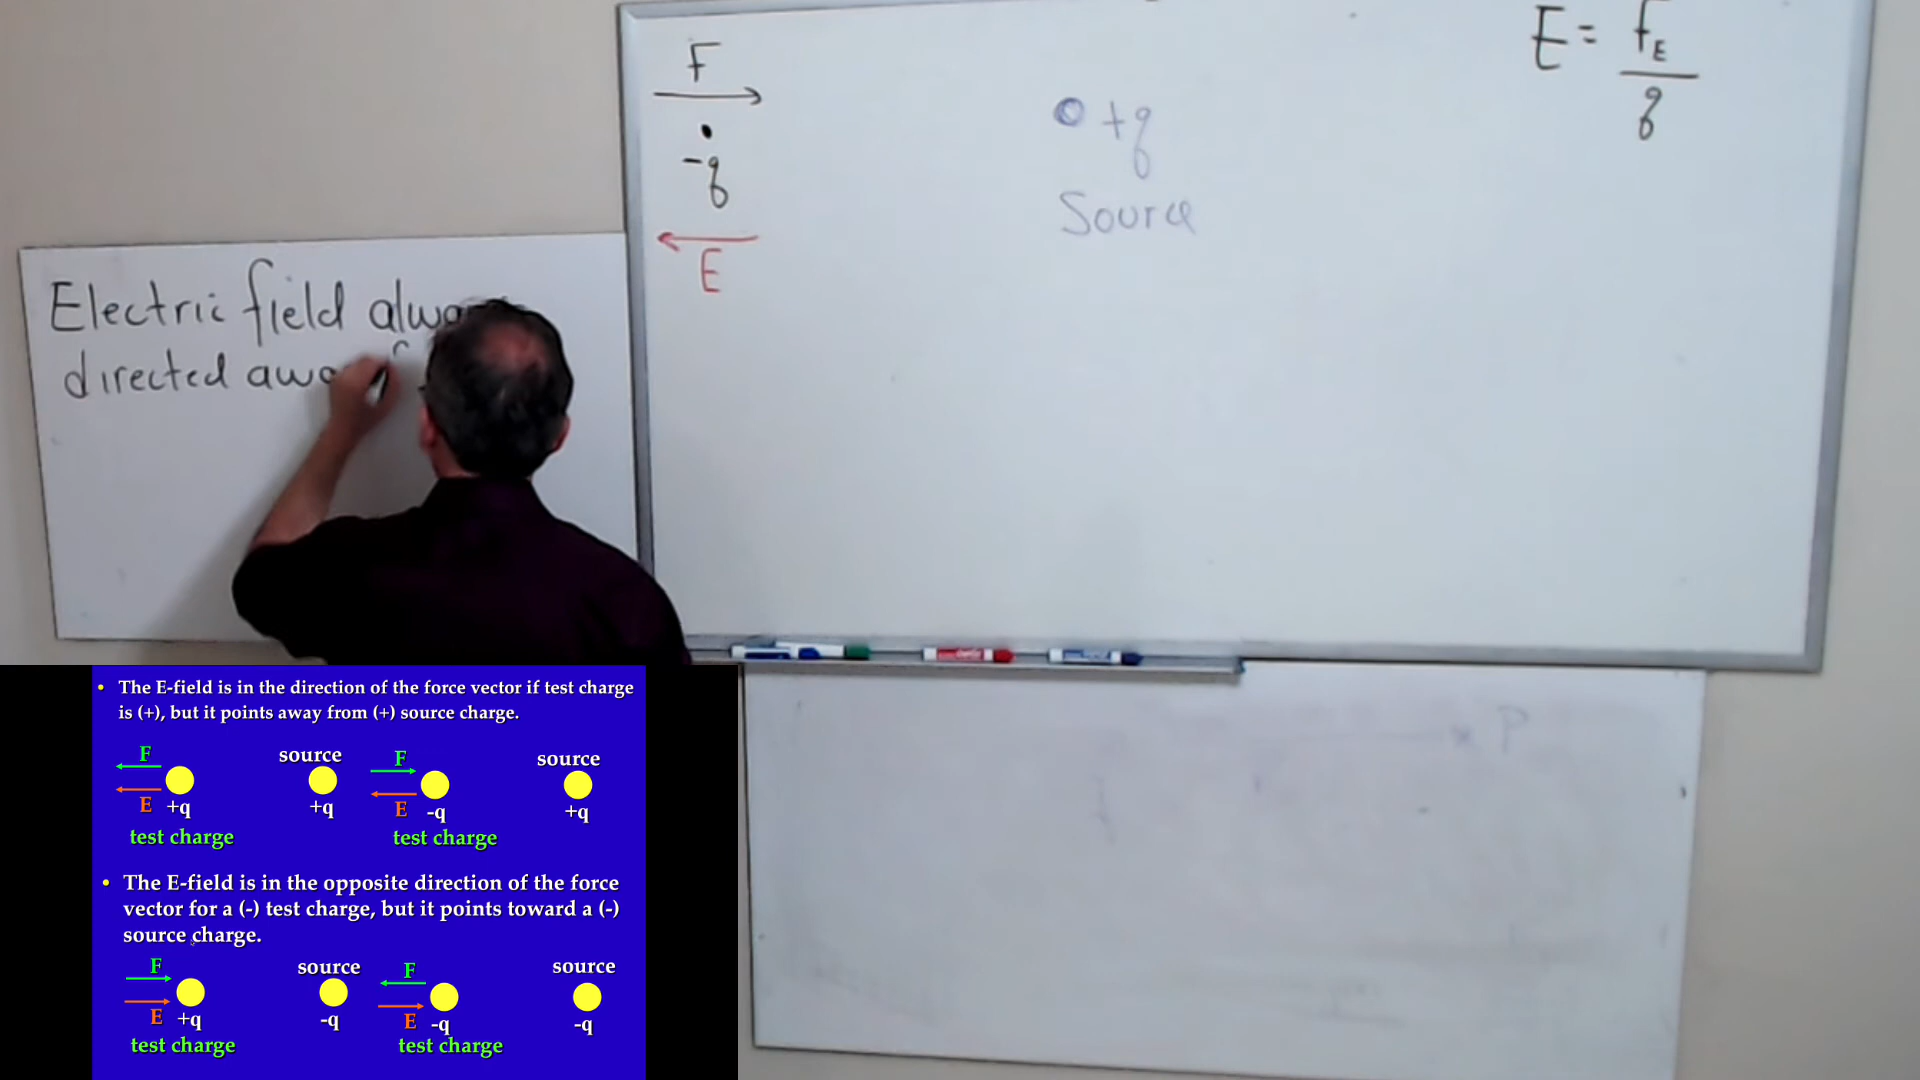 F
-q
E
+q
Source
E = F_E / q
Electric field
directed
• The E-field is in the direction of the force vector if test charge
is (+), but it points away from (+) source charge.
F
E
+q
test charge
source
+q
F
E
-q
test charge
source
+q
• The E-field is in the opposite direction of the force
vector for a (-) test charge, but it points toward a (-)
source charge.
F
E
+q
test charge
source
-q
F
E
-q
test charge
source
-q
P